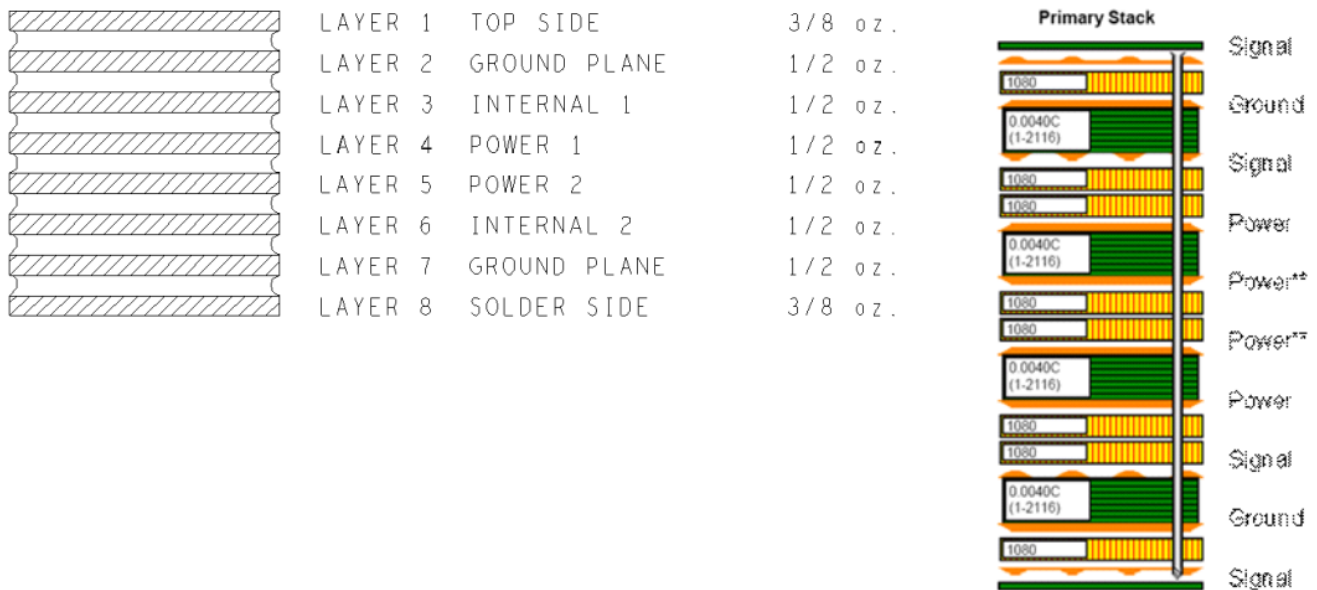 LAYER 1 TOP SIDE 3/8 oz.
LAYER 2 GROUND PLANE 1/2 oz.
LAYER 3 INTERNAL 1 1/2 oz.
LAYER 4 POWER 1 1/2 oz.
LAYER 5 POWER 2 1/2 oz.
LAYER 6 INTERNAL 2 1/2 oz.
LAYER 7 GROUND PLANE 1/2 oz.
LAYER 8 SOLDER SIDE 3/8 oz.
Primary Stack
Signal
1080
Ground
0.0040C
(1-2116)
Signal
1080
1080
Power
0.0040C
(1-2116)
Power**
1080
1080
Power**
0.0040C
(1-2116)
Power
1080
1080
Signal
0.0040C
(1-2116)
Ground
1080
Signal